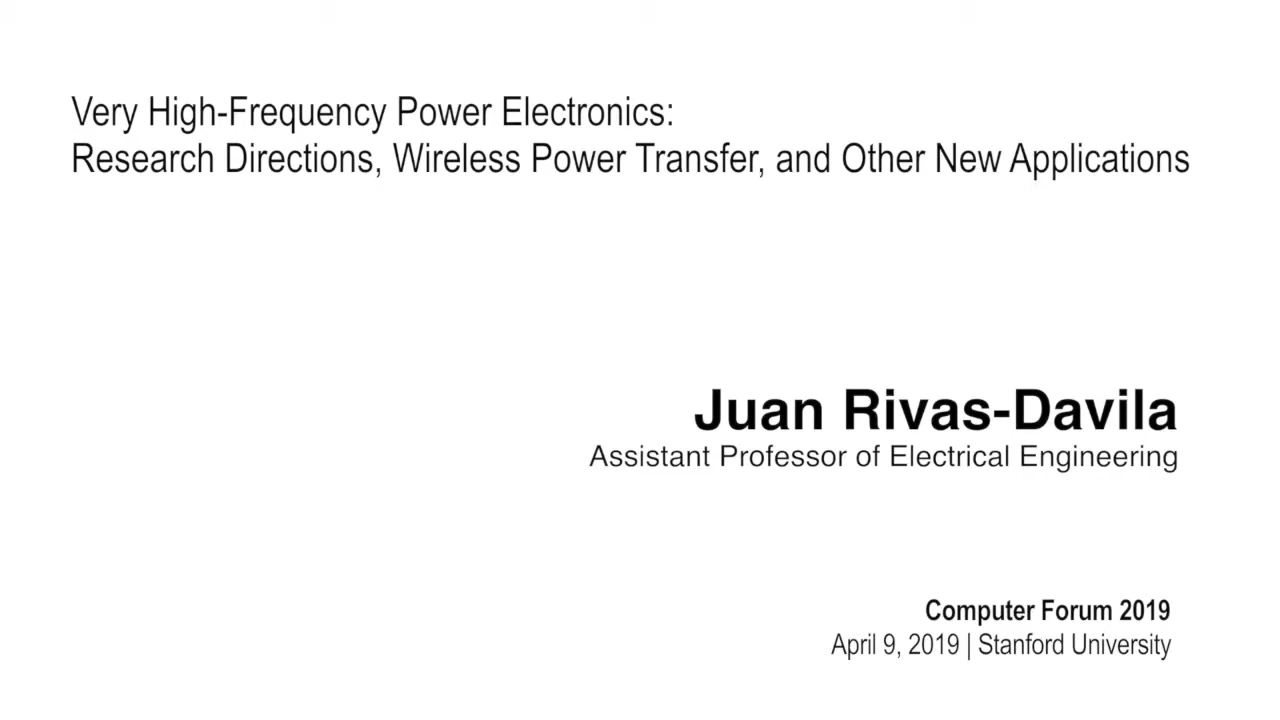 Very High-Frequency Power Electronics:
Research Directions, Wireless Power Transfer, and Other New Applications
Juan Rivas-Davila
Assistant Professor of Electrical Engineering
Computer Forum 2019
April 9, 2019 | Stanford University